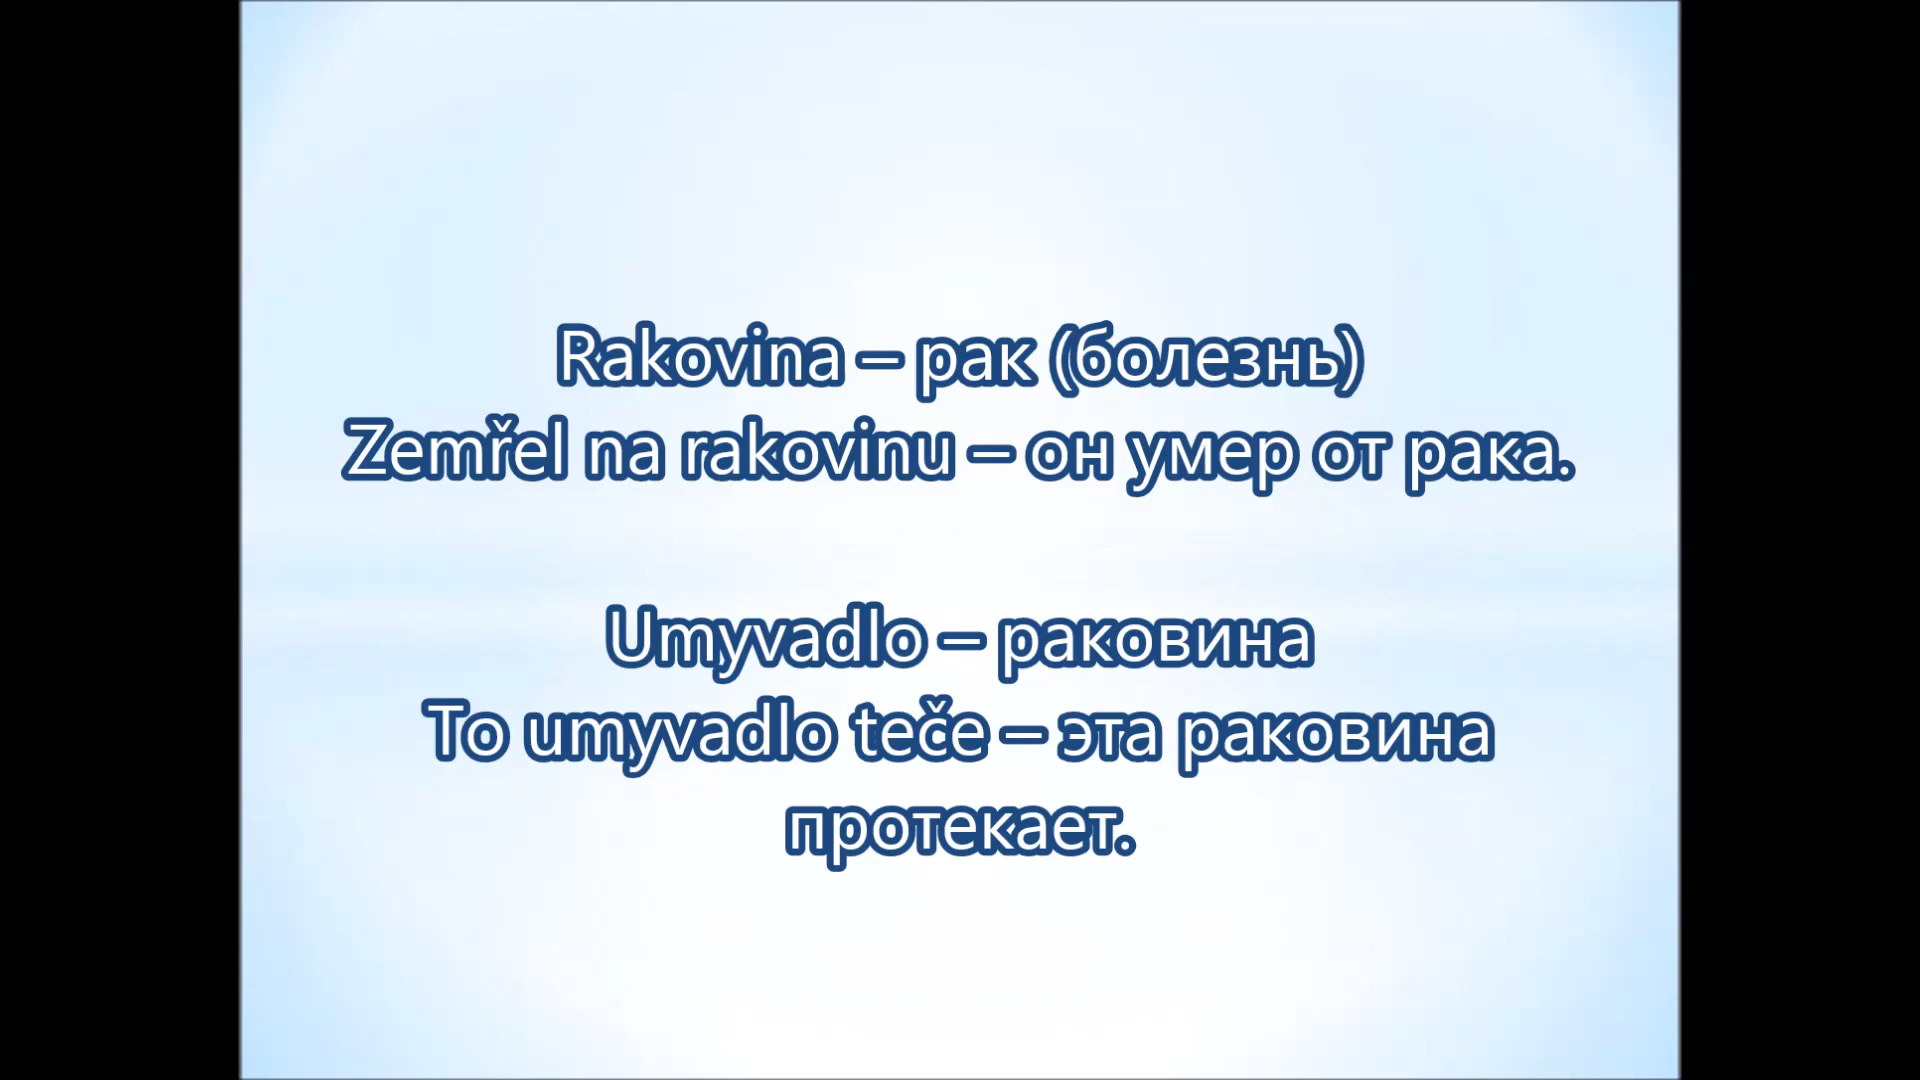 Rakovina – рак (болезнь)
Zemřel na rakovinu – он умер от рака.
Umyvadlo – раковина
To umyvadlo teče – эта раковина
протекает.